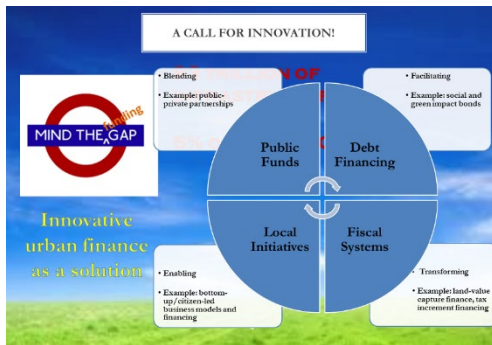 A CALL FOR INNOVATION!
• Blending
• Example: public-
private partnerships
• Facilitating
• Example: social and
green impact bonds
OF
MIND THE GAP
funding
Public
Funds
Debt
Financing
Innovative
urban finance
as a solution
Local
Initiatives
Fiscal
Systems
• Enabling
• Example: bottom-
up/citizen-led
business models and
financing
• Transforming
• Example: land-value
capture finance, tax
increment financing